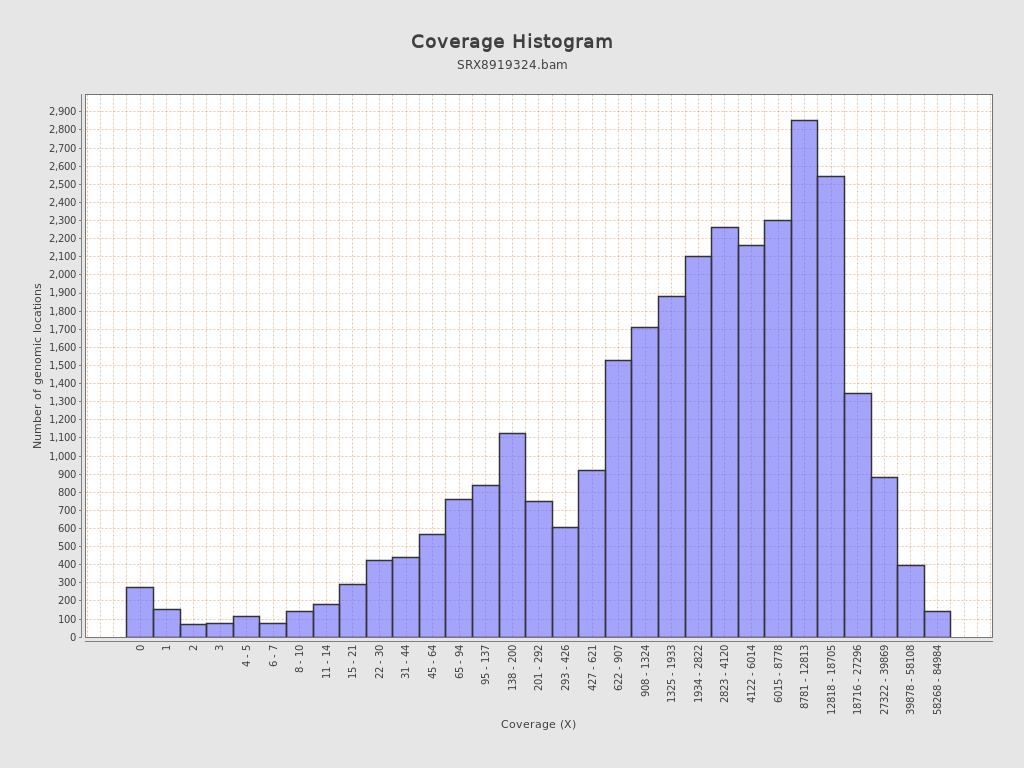 Coverage Histogram
SRX8919324.bam
Number of genomic locations
2,900
2,800
2,700
2,600
2,500
2,400
2,300
2,200
2,100
2,000
1,900
1,800
1,700
1,600
1,500
1,400
1,300
1,200
1,100
1,000
900
800
700
600
500
400
300
200
100
0
0
1
2
3
4 - 5
6 - 7
8 - 10
11 - 14
15 - 21
22 - 30
31 - 44
45 - 64
65 - 94
95 - 137
138 - 200
201 - 292
293 - 426
427 - 621
622 - 907
908 - 1324
1325 - 1933
1934 - 2822
2823 - 4120
4122 - 6014
6015 - 8778
8781 - 12813
12818 - 18705
18716 - 27296
27322 - 39869
39878 - 58108
58268 - 84984
Coverage (X)